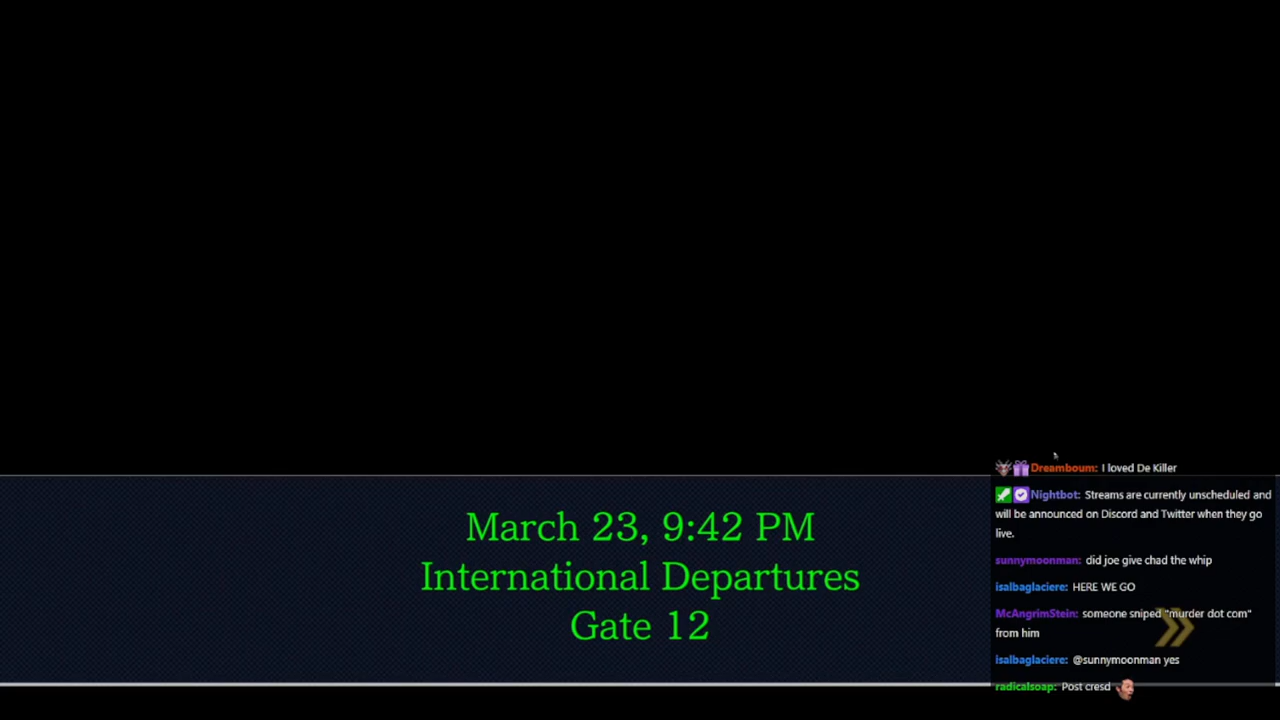 March 23, 9:42 PM
International Departures
Gate 12
Dreamboum: I loved De Killer
Nightbot: Streams are currently unscheduled and
will be announced on Discord and Twitter when they go
live.
sunnymoonman: did joe give chad the whip
isalbaglaciere: HERE WE GO
McAngrimStein: someone sniped "murder dot com"
from him
isalbaglaciere: @sunnymoonman yes
radicalsoap: Post cresd